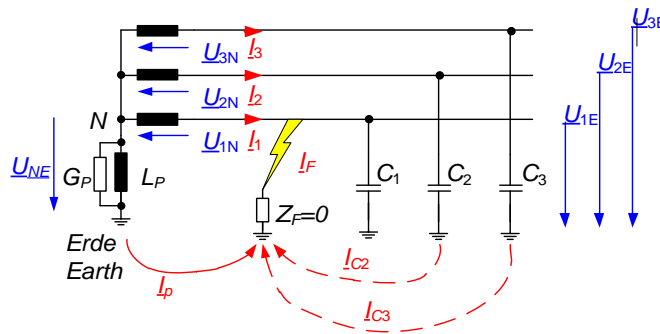 U3E
U3N I3
U2E
U2N I2
N
U1N I1
U1E
UNE
GP LP
IF
C1 C2 C3
ZF=0
Erde
Earth
Ip
IC2
IC3